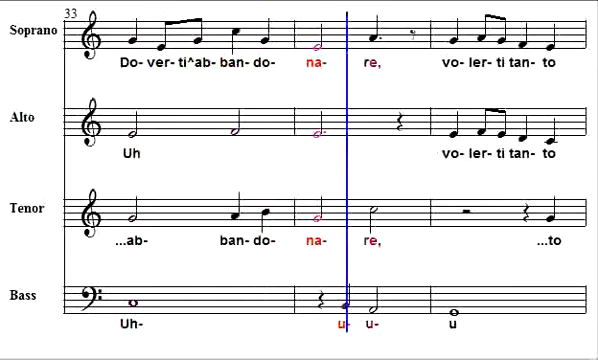 33
Soprano
Do- ver- ti^ab- ban- do- na- re, vo- ler- ti tan- to
Alto
Uh vo- ler- ti tan- to
Tenor
...ab- ban- do- na- re, ...to
Bass
Uh- u- u- u